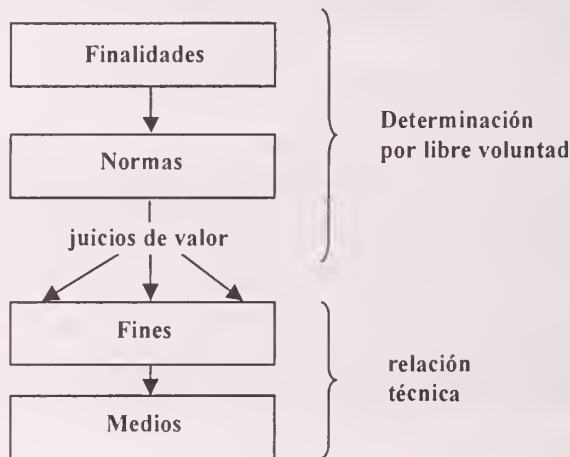 Finalidades
Determinación
por libre voluntad
Normas
juicios de valor
Fines
relación
técnica
Medios